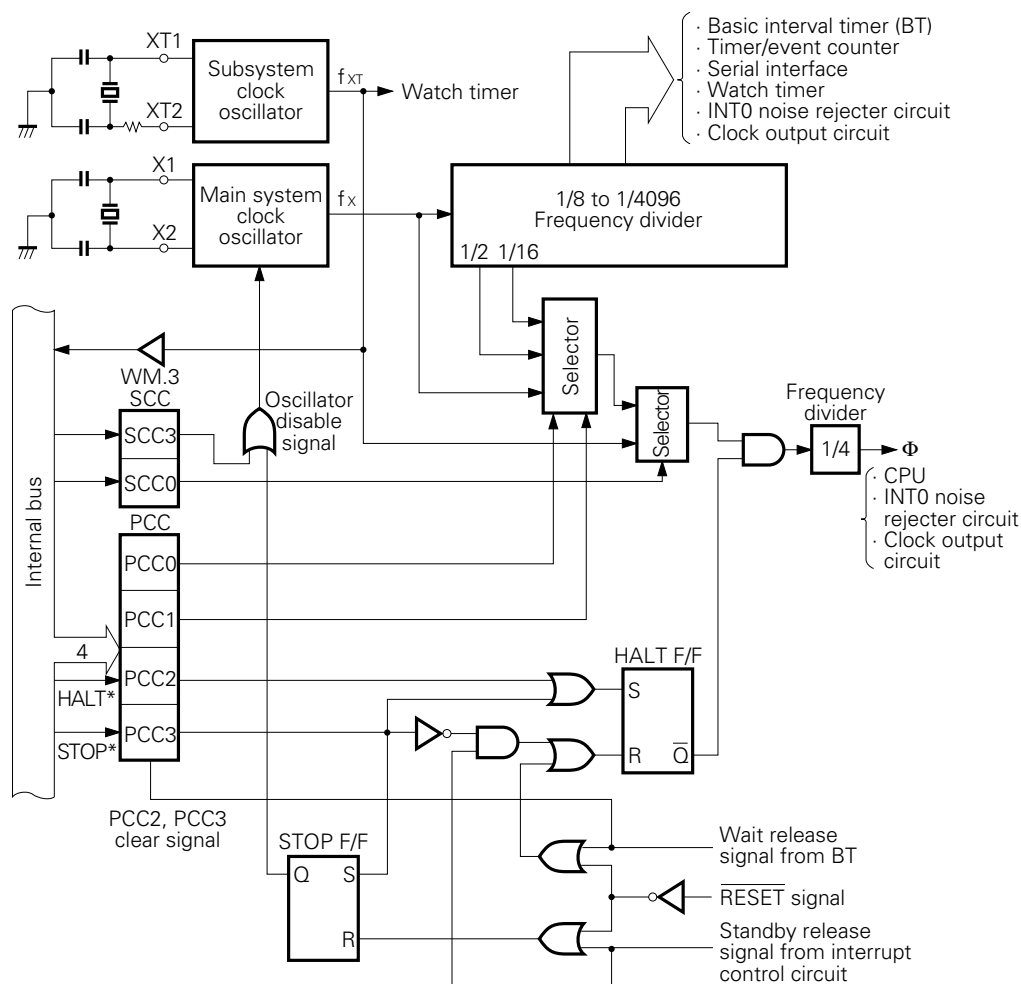 XT1
XT2
Subsystem
clock
oscillator
fXT
Watch timer
· Basic interval timer (BT)
· Timer/event counter
· Serial interface
· Watch timer
· INT0 noise rejecter circuit
· Clock output circuit
X1
X2
Main system
clock
oscillator
fX
1/8 to 1/4096
Frequency divider
1/2 1/16
Selector
Selector
Internal bus
WM.3
SCC
SCC3
SCC0
Oscillator
disable
signal
Frequency
divider
1/4
Φ
· CPU
· INT0 noise
rejecter circuit
· Clock output
circuit
PCC
PCC0
PCC1
PCC2
PCC3
4
HALT*
STOP*
HALT F/F
S
R
Q̅
PCC2, PCC3
clear signal
STOP F/F
Q
S
R
Wait release
signal from BT
R̅E̅S̅E̅T̅ signal
Standby release
signal from interrupt
control circuit